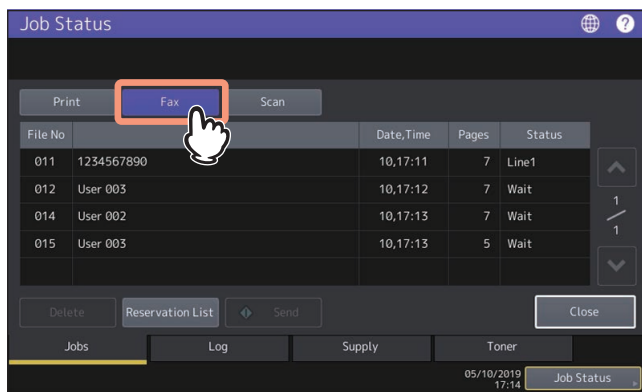 Job Status
?
Print Fax Scan
File No Date,Time Pages Status
011 1234567890 10,17:11 7 Line1
012 User 003 10,17:12 7 Wait
014 User 002 10,17:13 7 Wait
015 User 003 10,17:13 5 Wait
1
1
Delete Reservation List Send Close
Jobs Log Supply Toner
05/10/2019
17:14
Job Status